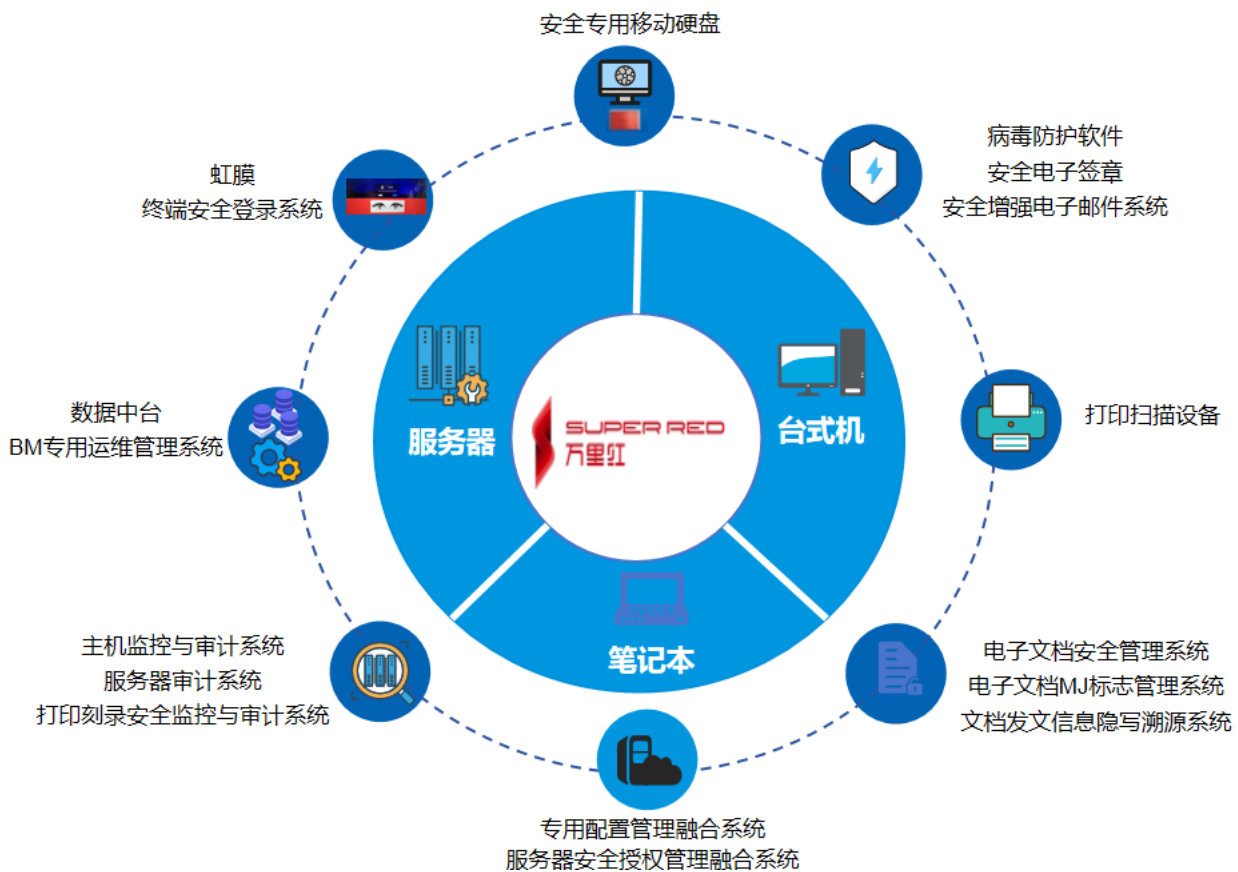 安全专用移动硬盘
病毒防护软件
安全电子签章
安全增强电子邮件系统
虹膜
终端安全登录系统
服务器
台式机
SUPER RED
万里红
笔记本
打印扫描设备
数据中台
BM专用运维管理系统
主机监控与审计系统
服务器审计系统
打印刻录安全监控与审计系统
电子文档安全管理系统
电子文档MJ标志管理系统
文档发文信息隐写溯源系统
专用配置管理融合系统
服务器安全授权管理融合系统